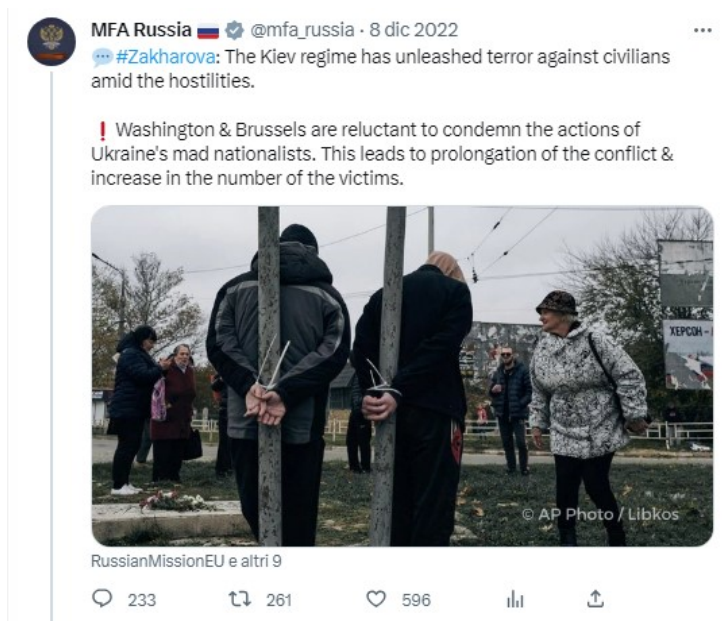 MFA Russia 🇷🇺 @mfa_russia · 8 dic 2022
💬 #Zakharova: The Kiev regime has unleashed terror against civilians
amid the hostilities.
❗ Washington & Brussels are reluctant to condemn the actions of
Ukraine's mad nationalists. This leads to prolongation of the conflict &
increase in the number of the victims.
ХЕРСОН –
© AP Photo / Libkos
RussianMissionEU e altri 9
233 261 596